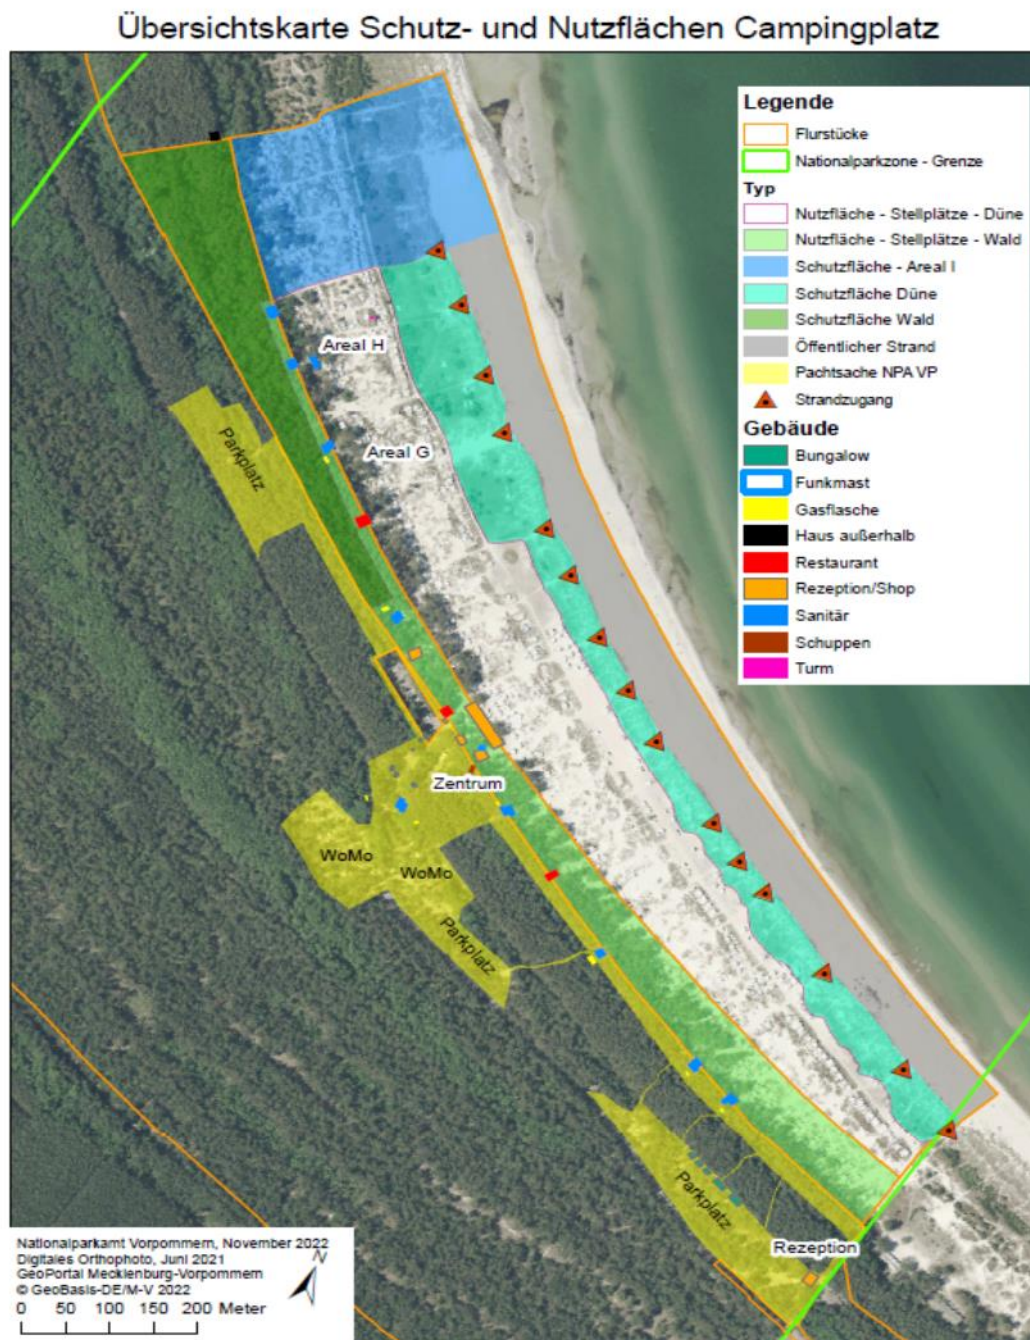 Übersichtskarte Schutz- und Nutzflächen Campingplatz
Legende
Flurstücke
Nationalparkzone - Grenze
Typ
Nutzfläche - Stellplätze - Düne
Nutzfläche - Stellplätze - Wald
Schutzfläche - Areal I
Schutzfläche Düne
Schutzfläche Wald
Öffentlicher Strand
Pachtsache NPA VP
Strandzugang
Gebäude
Bungalow
Funkmast
Gasflasche
Haus außerhalb
Restaurant
Rezeption/Shop
Sanitär
Schuppen
Turm
Areal H
Areal G
Parkplatz
Zentrum
WoMo
WoMo
Parkplatz
Parkplatz
Rezeption
Nationalparkamt Vorpommern, November 2022
Digitales Orthophoto, Juni 2021
GeoPortal Mecklenburg-Vorpommern
© GeoBasis-DE/M-V 2022
N
0 50 100 150 200 Meter